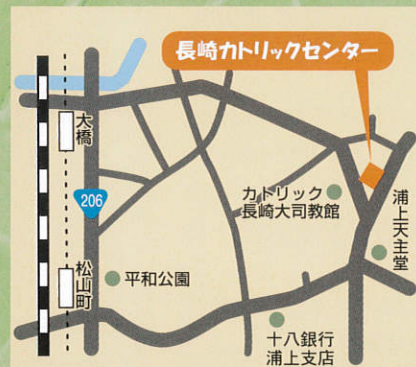 長崎カトリックセンター
大橋
206
カトリック
長崎大司教館
浦上天主堂
松山町
平和公園
十八銀行
浦上支店